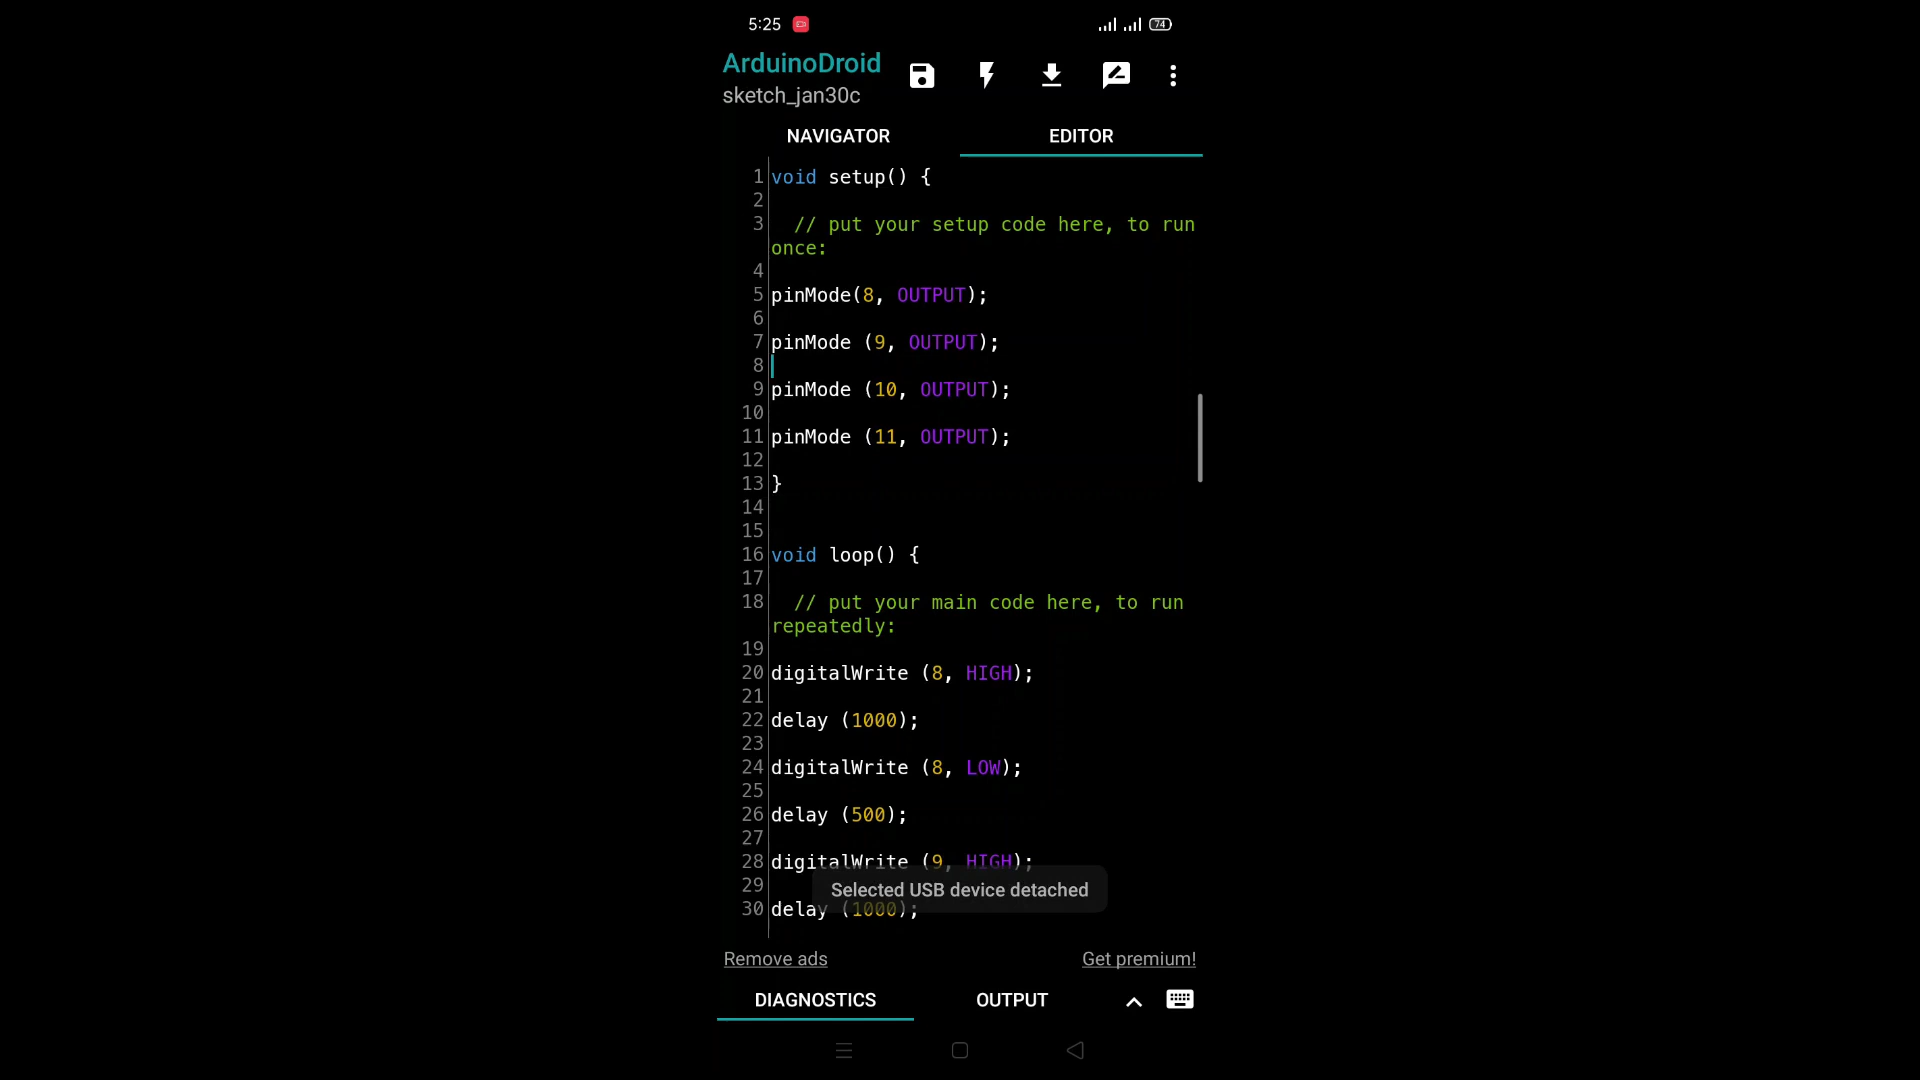 5:25
74
ArduinoDroid
sketch_jan30c
NAVIGATOR
EDITOR
1 void setup() {
2
3   // put your setup code here, to run
once:
4
5 pinMode(8, OUTPUT);
6
7 pinMode (9, OUTPUT);
8
9 pinMode (10, OUTPUT);
10
11 pinMode (11, OUTPUT);
12
13 }
14
15
16 void loop() {
17
18   // put your main code here, to run
repeatedly:
19
20 digitalWrite (8, HIGH);
21
22 delay (1000);
23
24 digitalWrite (8, LOW);
25
26 delay (500);
27
28 digitalWrite (9, HIGH);
29
Selected USB device detached
30 delay (1000);
Remove ads
Get premium!
DIAGNOSTICS
OUTPUT